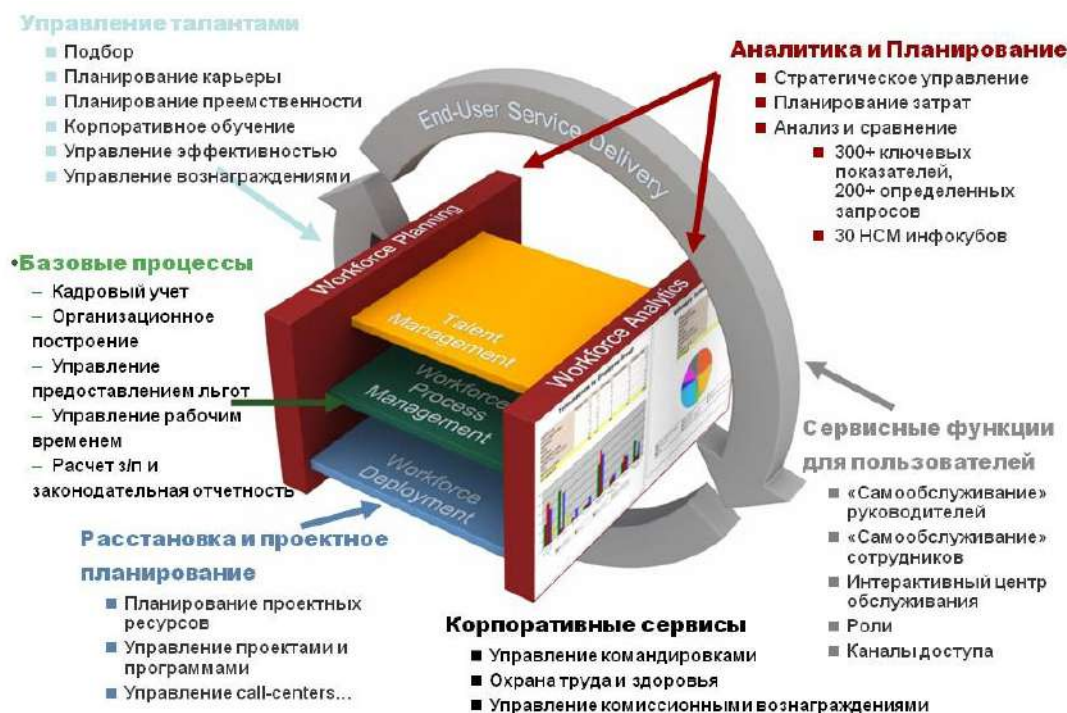 Управление талантами
Подбор
Планирование карьеры
Планирование преемственности
Корпоративное обучение
Управление эффективностью
Управление вознаграждениями
Аналитика и Планирование
Стратегическое управление
Планирование затрат
Анализ и сравнение
300+ ключевых
показателей,
200+ определенных
запросов
30 HCM инфокубов
End-User Service Delivery
Workforce Planning
Talent
Management
Workforce
Process
Management
Workforce
Deployment
Workforce Analytics
•Базовые процессы
– Кадровый учет
– Организационное
построение
– Управление
предоставлением льгот
– Управление рабочим
временем
– Расчет з/п и
законодательная отчетность
Сервисные функции
для пользователей
«Самообслуживание»
руководителей
«Самообслуживание»
сотрудников
Интерактивный центр
обслуживания
Роли
Каналы доступа
Расстановка и проектное
планирование
Планирование проектных
ресурсов
Управление проектами и
программами
Управление call-centers...
Корпоративные сервисы
Управление командировками
Охрана труда и здоровья
Управление комиссионными вознаграждениями